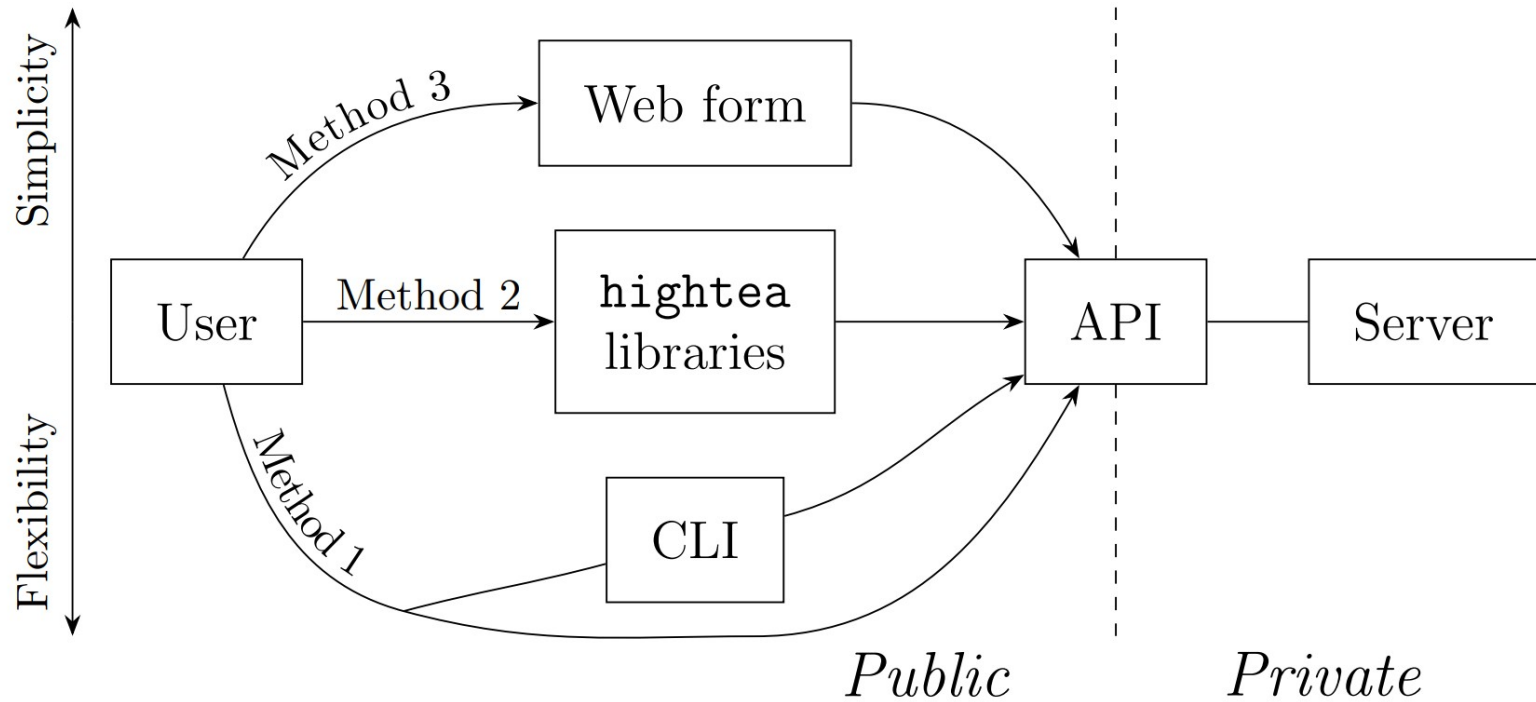 Simplicity
Flexibility
Method 3
Web form
User
Method 2
hightea
libraries
API
Server
Method 1
CLI
Public
Private